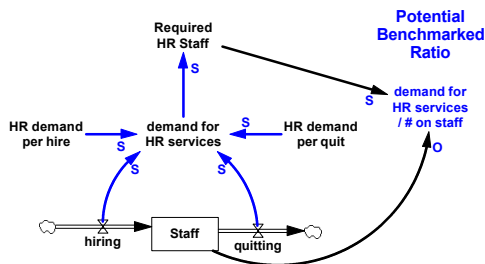 Potential
Benchmarked
Ratio
Required
HR Staff
S
S
demand for
HR services
/ # on staff
O
HR demand
per hire
S
demand for
HR services
S
HR demand
per quit
S
S
hiring
Staff
quitting